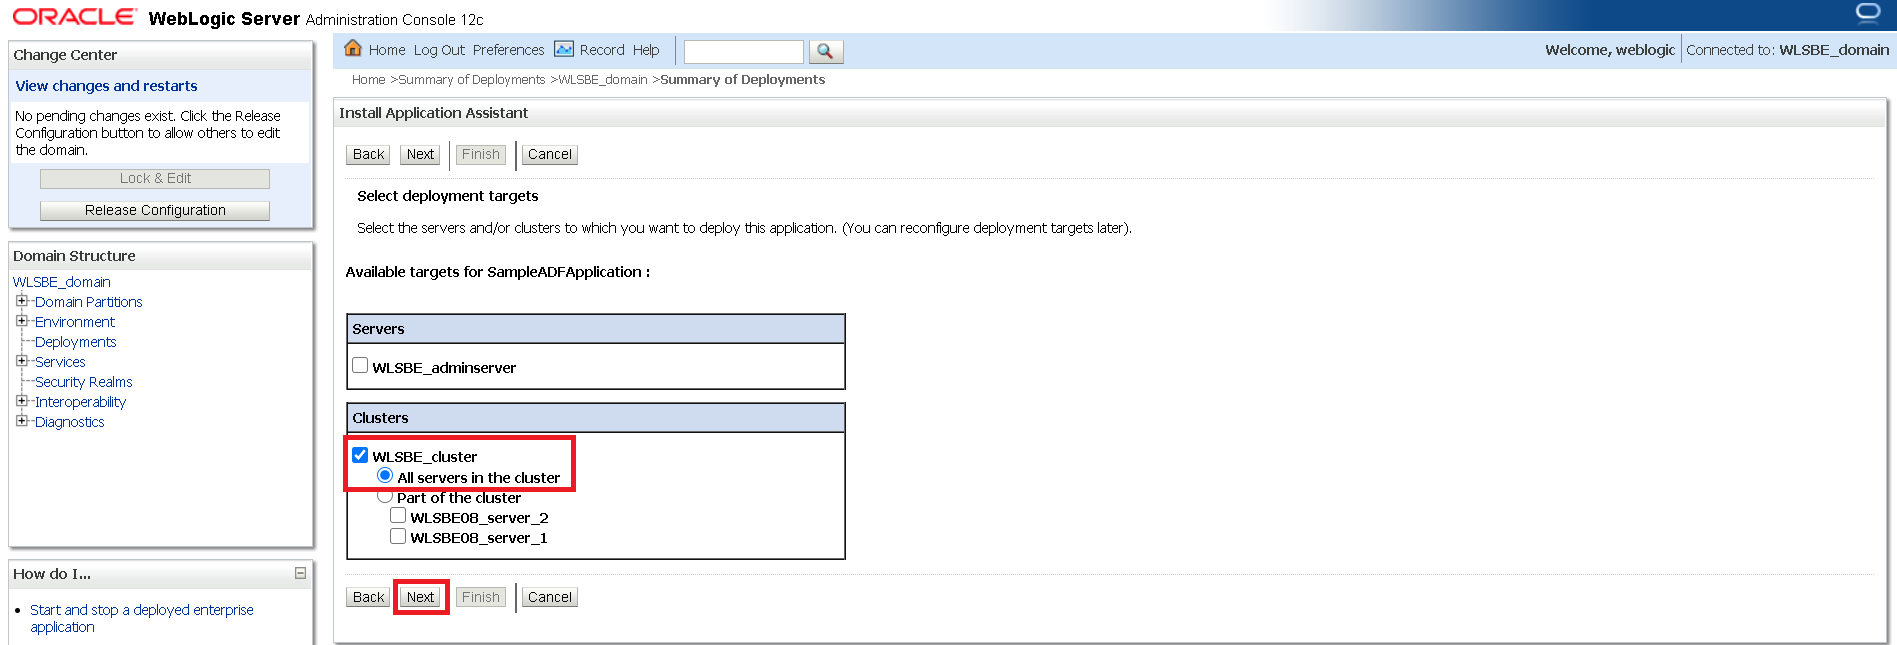 ORACLE WebLogic Server Administration Console 12c
Change Center
View changes and restarts
No pending changes exist. Click the Release
Configuration button to allow others to edit
the domain.
Lock & Edit
Release Configuration
Domain Structure
WLSBE_domain
Domain Partitions
Environment
Deployments
Services
Security Realms
Interoperability
Diagnostics
How do I...
Start and stop a deployed enterprise
application
Home Log Out Preferences Record Help
Welcome, weblogic Connected to: WLSBE_domain
Home >Summary of Deployments >WLSBE_domain >Summary of Deployments
Install Application Assistant
Back Next Finish Cancel
Select deployment targets
Select the servers and/or clusters to which you want to deploy this application. (You can reconfigure deployment targets later).
Available targets for SampleADFApplication :
Servers
WLSBE_adminserver
Clusters
WLSBE_cluster
All servers in the cluster
Part of the cluster
WLSBE08_server_2
WLSBE08_server_1
Back Next Finish Cancel